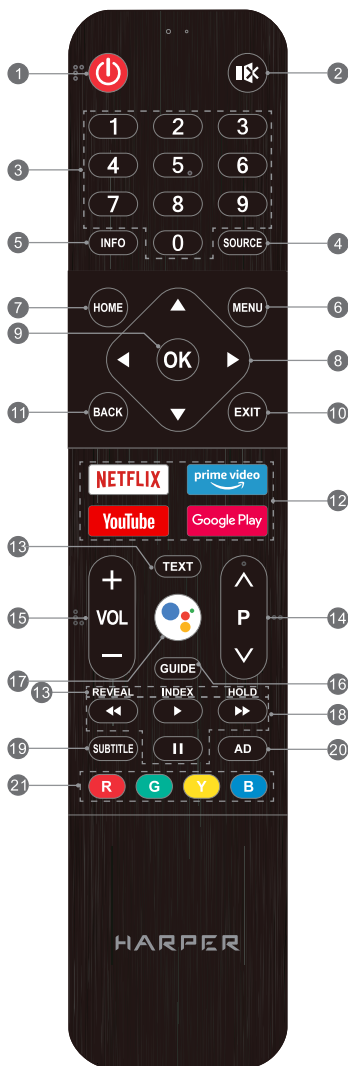 1 2
1 2 3
3 4 5 6
7 8 9
5 INFO 0 SOURCE 4
7 HOME MENU 6
9 OK 8
11 BACK EXIT 10
NETFLIX prime video
12
YouTube Google Play
13 TEXT
15 + VOL - P 14
17 GUIDE 16
13 REVEAL INDEX HOLD
18
19 SUBTITLE AD 20
21 R G Y B
HARPER